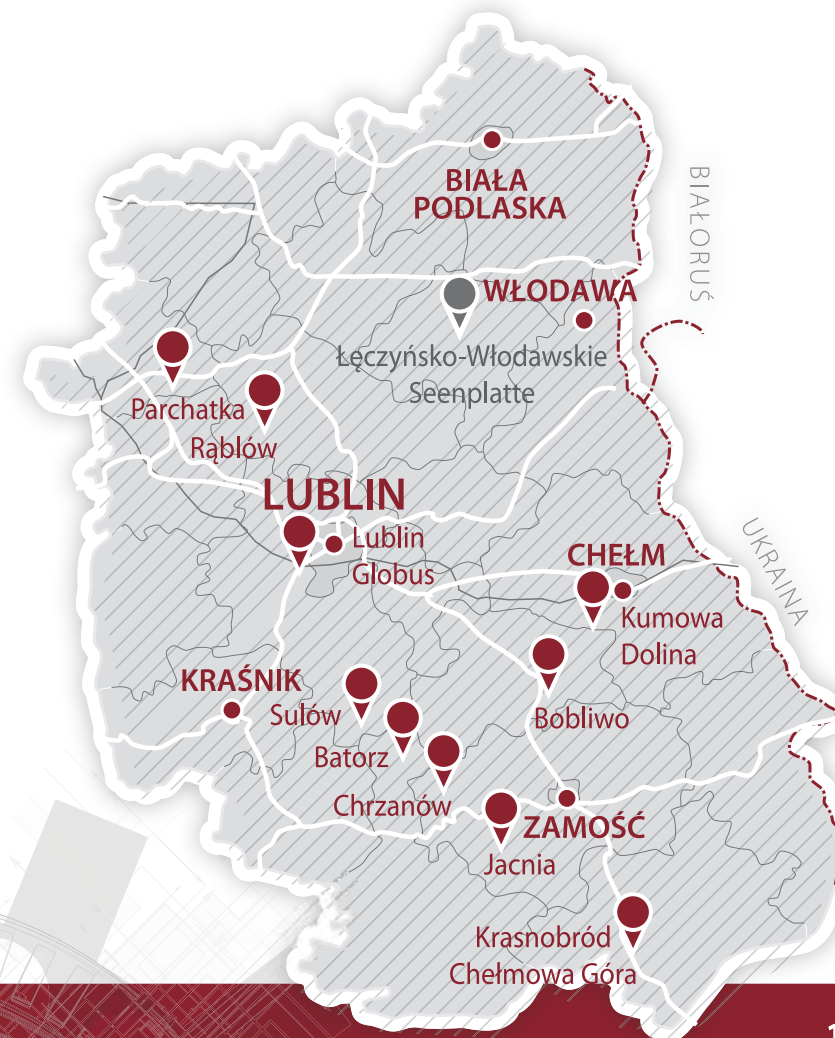 BIAŁA
PODLASKA
BIAŁORUŚ
WŁODAWA
Łęczyńsko-Włodawskie
Seenplatte
Parchatka
Rąblów
LUBLIN
Lublin
Globus
CHEŁM
UKRAINA
Kumowa
Dolina
KRAŚNIK
Sulów
Bobliwo
Batorz
Chrzanów
ZAMOŚĆ
Jacnia
Krasnobród
Chełmowa Góra